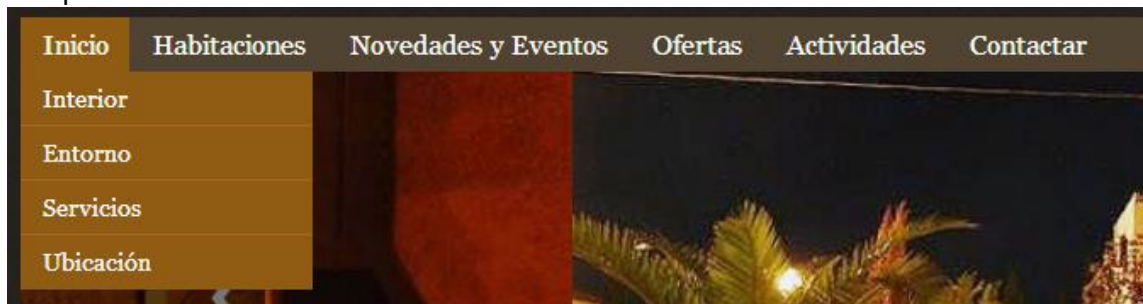 Inicio Habitaciones Novedades y Eventos Ofertas Actividades Contactar
Interior
Entorno
Servicios
Ubicación